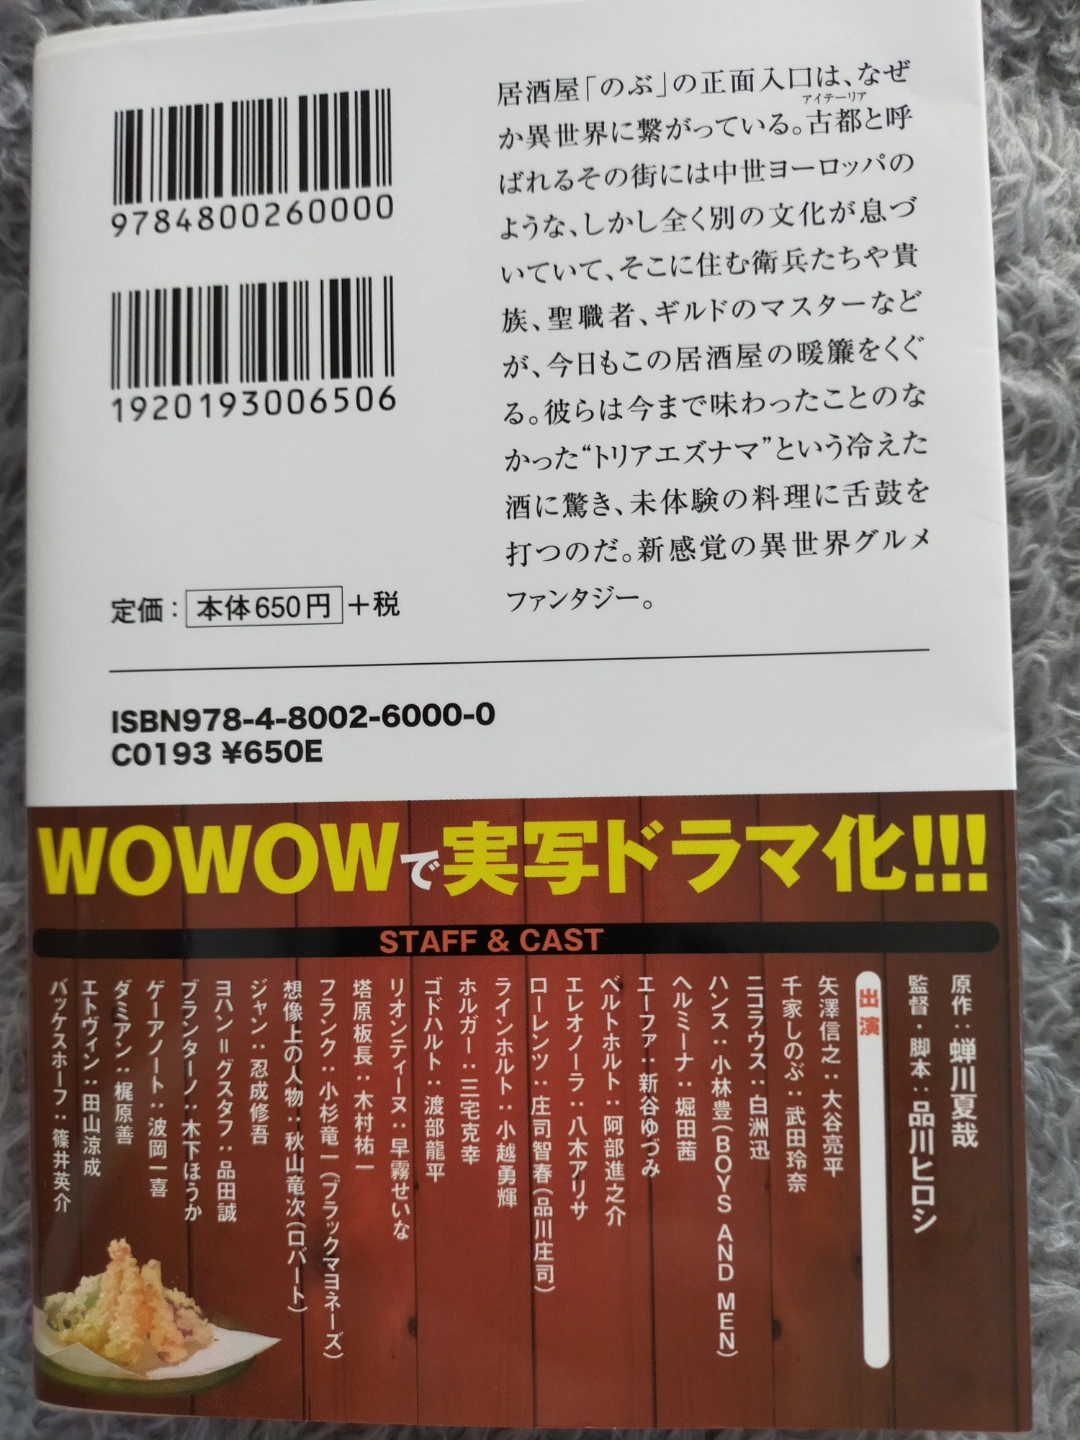 9784800260000
1920193006506
定価：本体650円＋税
居酒屋「のぶ」の正面入口は、なぜ
か異世界に繋がっている。古都と呼
アイテーリア
ばれるその街には中世ヨーロッパの
ような、しかし全く別の文化が息づ
いていて、そこに住む衛兵たちや貴
族、聖職者、ギルドのマスターなど
が、今日もこの居酒屋の暖簾をくぐ
る。彼らは今まで味わったことのな
かった“トリアエズナマ”という冷えた
酒に驚き、未体験の料理に舌鼓を
打つのだ。新感覚の異世界グルメ
ファンタジー。
ISBN978-4-8002-6000-0
C0193 ¥650E
WOWOWで実写ドラマ化!!!
STAFF & CAST
原作：蝉川夏哉
監督・脚本：品川ヒロシ
出演
矢澤信之：大谷亮平
千家しのぶ：武田玲奈
ニコラウス：白洲迅
ハンス：小林豊（BOYS AND MEN）
ヘルミーナ：堀田茜
エーファ：新谷ゆづみ
ベルトホルト：阿部進之介
エレオノーラ：八木アリサ
ローレンツ：庄司智春（品川庄司）
ラインホルト：小越勇輝
ホルガー：三宅克幸
ゴドハルト：渡部龍平
リオンティーヌ：早霧せいな
塔原板長：木村祐一
フランク：小杉竜一（ブラックマヨネーズ）
想像上の人物：秋山竜次（ロバート）
ジャン：忍成修吾
ヨハン＝グスタフ：品田誠
ブランターノ：木下ほうか
ゲーアノート：波岡一喜
ダミアン：梶原善
エトヴィン：田山涼成
バッケスホーフ：篠井英介